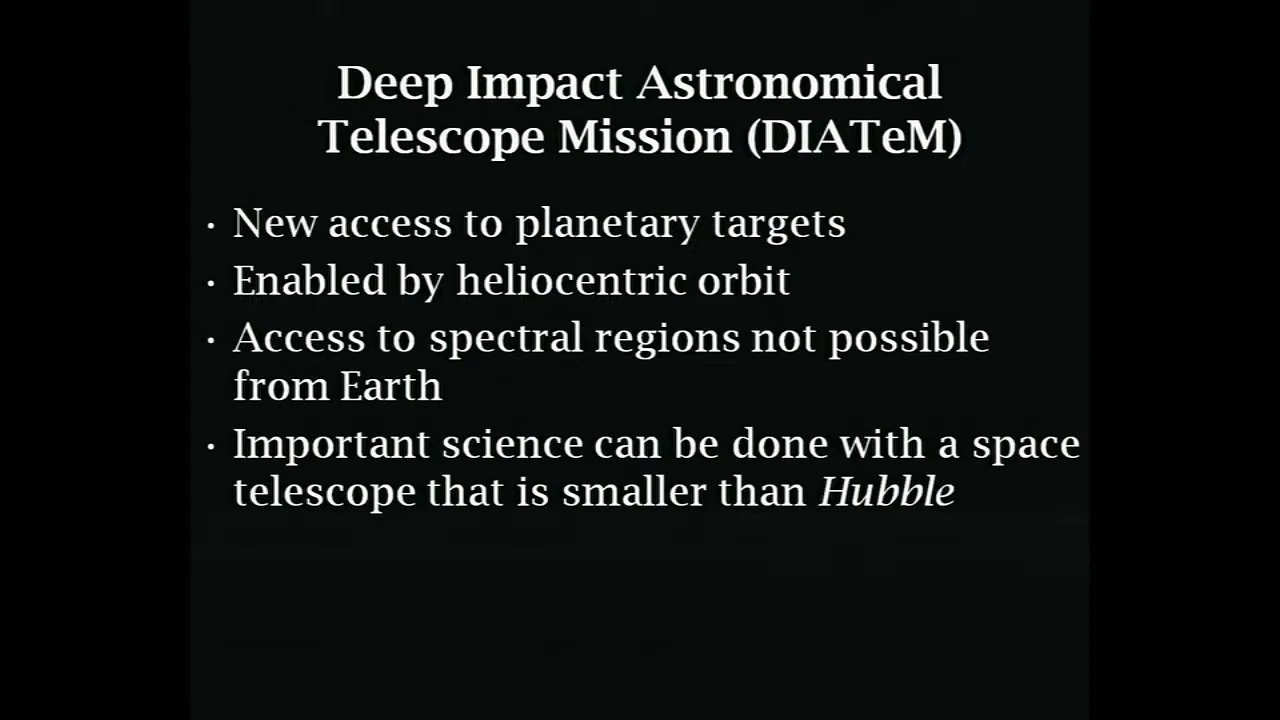 Deep Impact Astronomical
Telescope Mission (DIATeM)
· New access to planetary targets
· Enabled by heliocentric orbit
· Access to spectral regions not possible
from Earth
· Important science can be done with a space
telescope that is smaller than Hubble